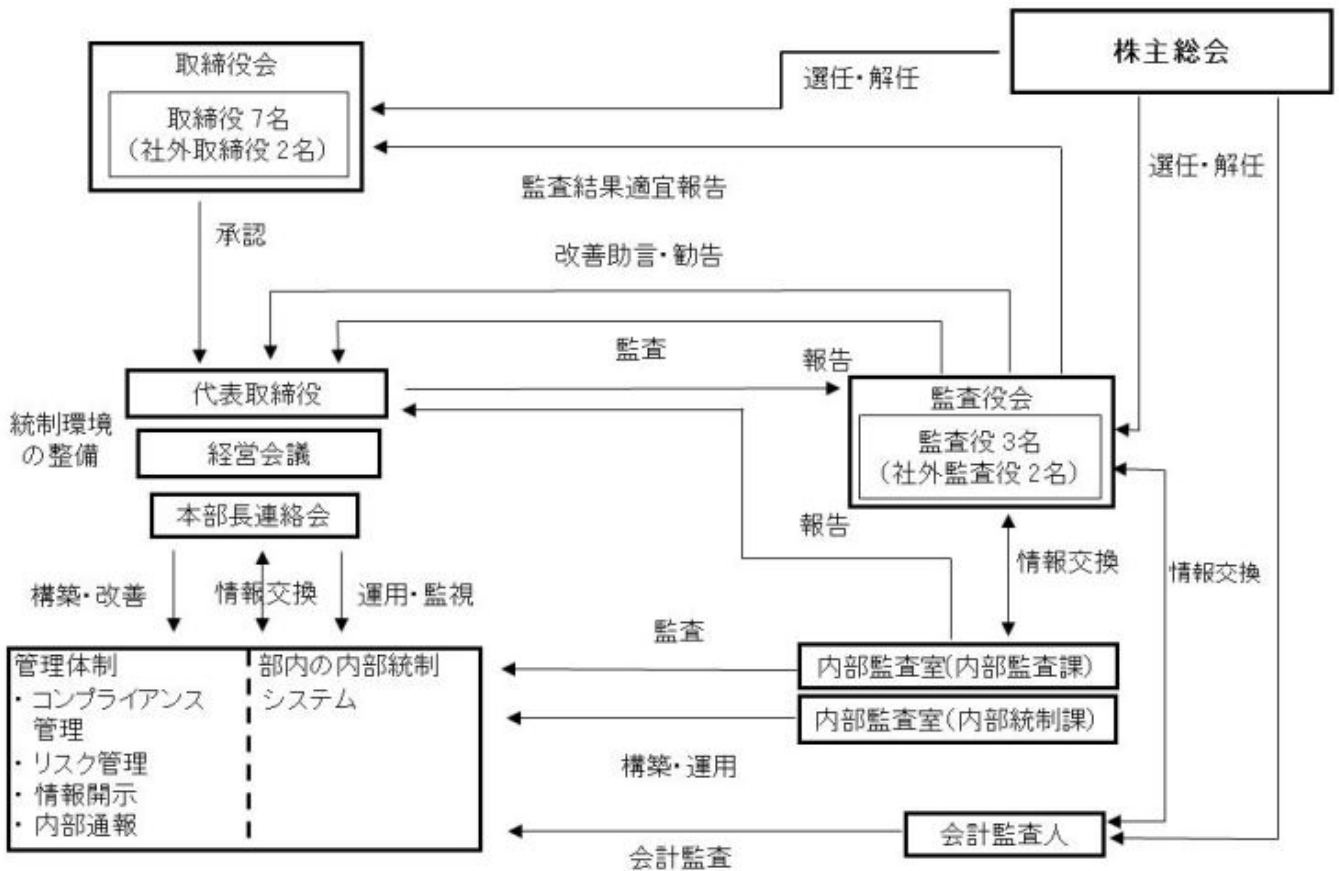 株主総会
取締役会
取締役7名
(社外取締役2名)
選任・解任
選任・解任
監査結果適宜報告
承認
改善助言・勧告
監査
報告
代表取締役
監査役会
監査役3名
(社外監査役2名)
統制環境
の整備
経営会議
本部長連絡会
報告
構築・改善
情報交換
運用・監視
情報交換
情報交換
監査
管理体制
・コンプライアンス
管理
・リスク管理
・情報開示
・内部通報
部内の内部統制
システム
内部監査室(内部監査課)
内部監査室(内部統制課)
構築・運用
会計監査人
会計監査